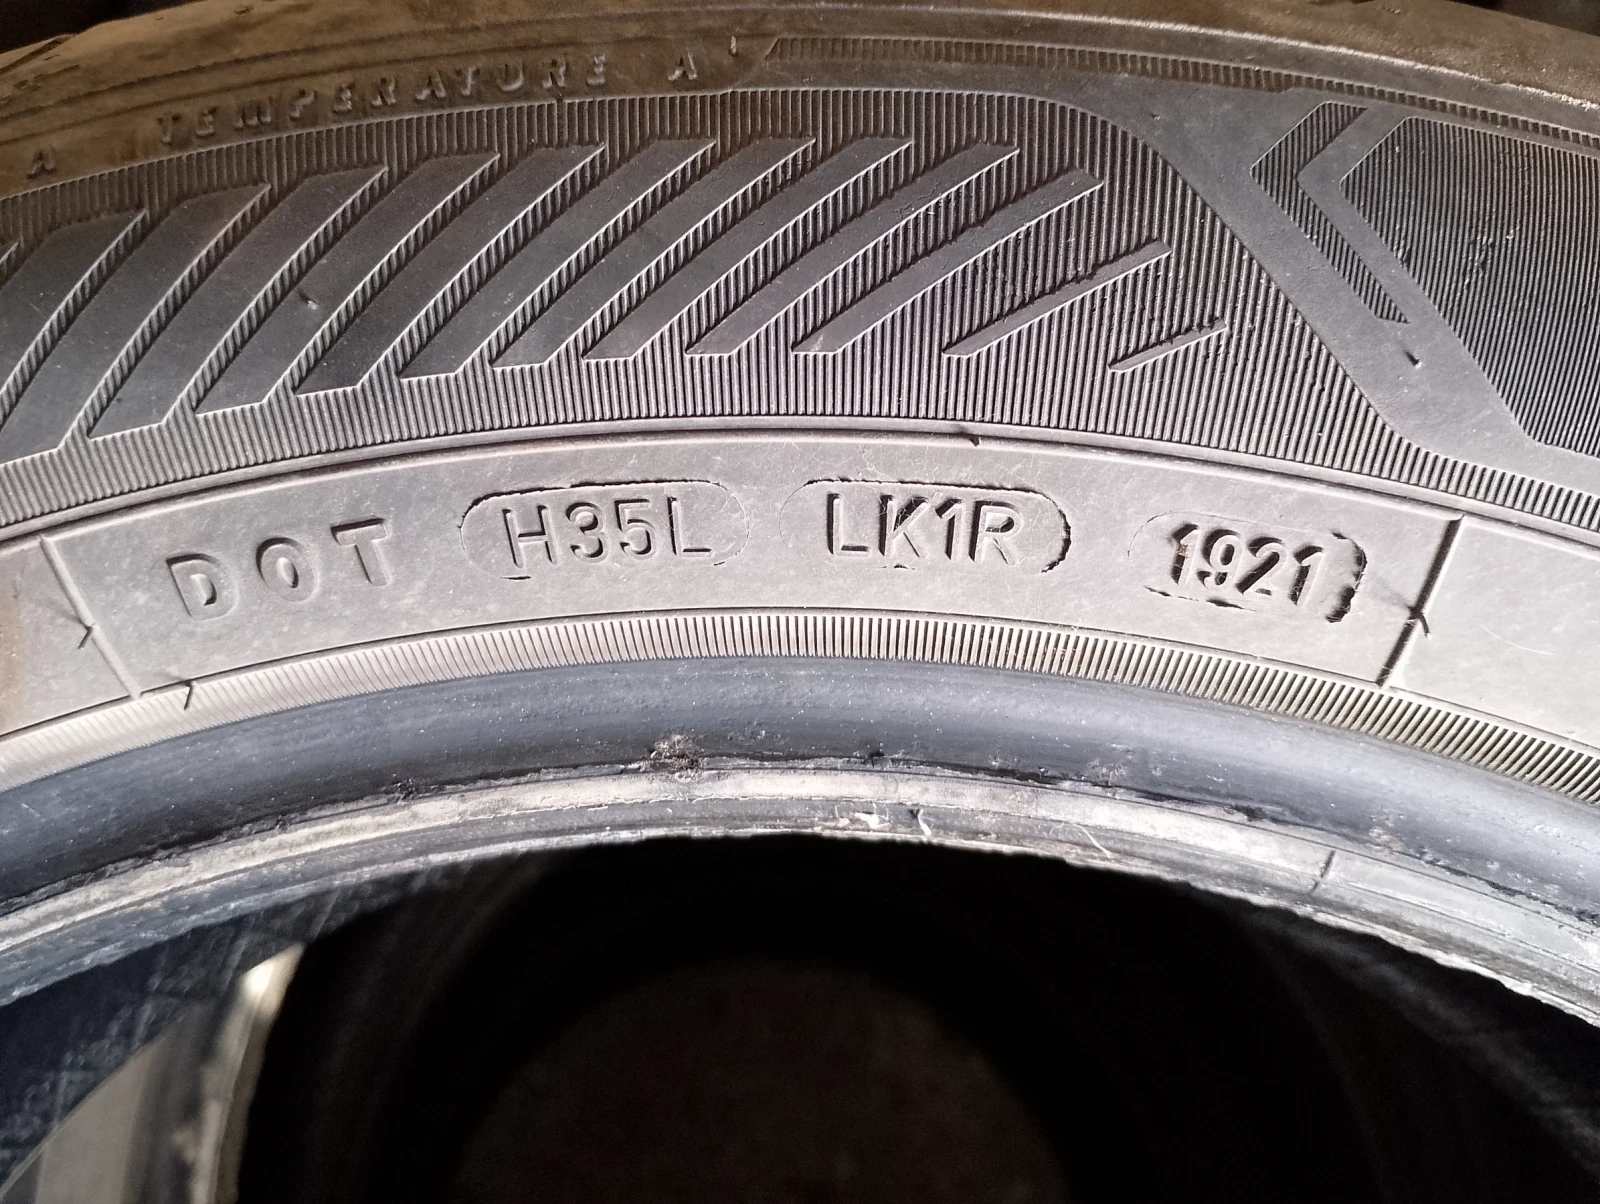 A TEMPERATURE A
DOT H35L LK1R 1921